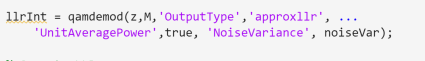 llrInt = qamdemod(z,M,'OutputType','approxllr', ...
'UnitAveragePower',true, 'NoiseVariance', noiseVar);